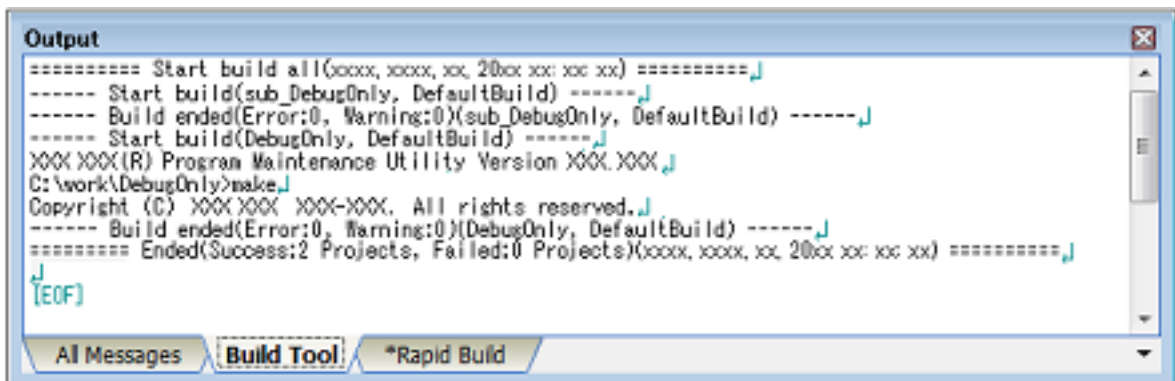 Output
========== Start build all(xxxx, xxxx, xx, 20xx xx: xx: xx) ==========↲
------ Start build(sub_DebugOnly, DefaultBuild) ------↲
------ Build ended(Error:0, Warning:0)(sub_DebugOnly, DefaultBuild) ------↲
------ Start build(DebugOnly, DefaultBuild) ------↲
XXX XXX(R) Program Maintenance Utility Version XXX.XXX↲
C:\work\DebugOnly>make↲
Copyright (C) XXX XXX XXX-XXX. All rights reserved.↲
------ Build ended(Error:0, Warning:0)(DebugOnly, DefaultBuild) ------↲
========= Ended(Success:2 Projects, Failed:0 Projects)(xxxx, xxxx, xx, 20xx xx: xx: xx) ==========↲
↲
[EOF]
All Messages Build Tool *Rapid Build